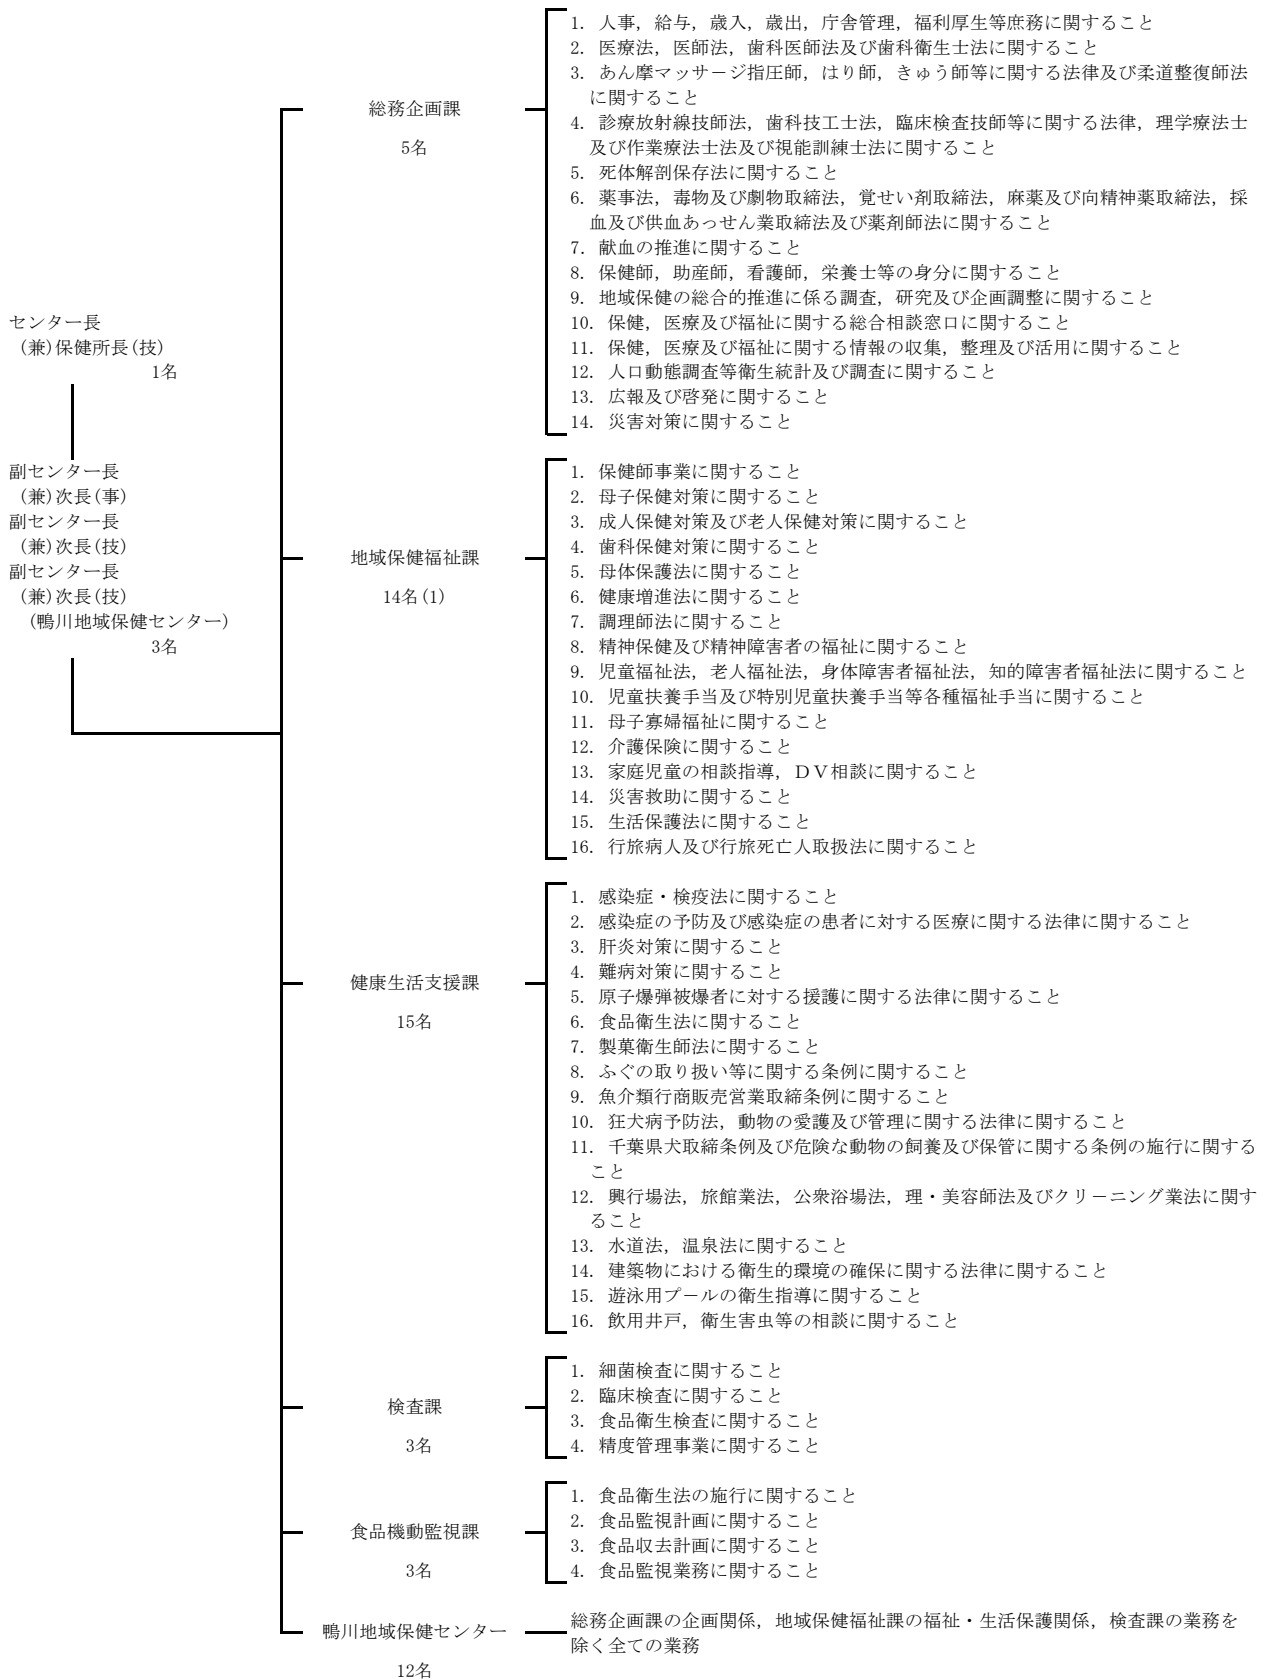 センター長
(兼)保健所長(技)
1名
副センター長
(兼)次長(事)
副センター長
(兼)次長(技)
副センター長
(兼)次長(技)
(鴨川地域保健センター)
3名
総務企画課
5名
1. 人事，給与，歳入，歳出，庁舎管理，福利厚生等庶務に関すること
2. 医療法，医師法，歯科医師法及び歯科衛生士法に関すること
3. あん摩マッサージ指圧師，はり師，きゅう師等に関する法律及び柔道整復師法
に関すること
4. 診療放射線技師法，歯科技工士法，臨床検査技師等に関する法律，理学療法士
及び作業療法士法及び視能訓練士法に関すること
5. 死体解剖保存法に関すること
6. 薬事法，毒物及び劇物取締法，覚せい剤取締法，麻薬及び向精神薬取締法，採
血及び供血あっせん業取締法及び薬剤師法に関すること
7. 献血の推進に関すること
8. 保健師，助産師，看護師，栄養士等の身分に関すること
9. 地域保健の総合的推進に係る調査，研究及び企画調整に関すること
10. 保健，医療及び福祉に関する総合相談窓口に関すること
11. 保健，医療及び福祉に関する情報の収集，整理及び活用に関すること
12. 人口動態調査等衛生統計及び調査に関すること
13. 広報及び啓発に関すること
14. 災害対策に関すること
地域保健福祉課
14名(1)
1. 保健師事業に関すること
2. 母子保健対策に関すること
3. 成人保健対策及び老人保健対策に関すること
4. 歯科保健対策に関すること
5. 母体保護法に関すること
6. 健康増進法に関すること
7. 調理師法に関すること
8. 精神保健及び精神障害者の福祉に関すること
9. 児童福祉法，老人福祉法，身体障害者福祉法，知的障害者福祉法に関すること
10. 児童扶養手当及び特別児童扶養手当等各種福祉手当に関すること
11. 母子寡婦福祉に関すること
12. 介護保険に関すること
13. 家庭児童の相談指導，ＤＶ相談に関すること
14. 災害救助に関すること
15. 生活保護法に関すること
16. 行旅病人及び行旅死亡人取扱法に関すること
健康生活支援課
15名
1. 感染症・検疫法に関すること
2. 感染症の予防及び感染症の患者に対する医療に関する法律に関すること
3. 肝炎対策に関すること
4. 難病対策に関すること
5. 原子爆弾被爆者に対する援護に関する法律に関すること
6. 食品衛生法に関すること
7. 製菓衛生師法に関すること
8. ふぐの取り扱い等に関する条例に関すること
9. 魚介類行商販売営業取締条例に関すること
10. 狂犬病予防法，動物の愛護及び管理に関する法律に関すること
11. 千葉県犬取締条例及び危険な動物の飼養及び保管に関する条例の施行に関する
こと
12. 興行場法，旅館業法，公衆浴場法，理・美容師法及びクリーニング業法に関す
ること
13. 水道法，温泉法に関すること
14. 建築物における衛生的環境の確保に関する法律に関すること
15. 遊泳用プールの衛生指導に関すること
16. 飲用井戸，衛生害虫等の相談に関すること
検査課
3名
1. 細菌検査に関すること
2. 臨床検査に関すること
3. 食品衛生検査に関すること
4. 精度管理事業に関すること
食品機動監視課
3名
1. 食品衛生法の施行に関すること
2. 食品監視計画に関すること
3. 食品収去計画に関すること
4. 食品監視業務に関すること
鴨川地域保健センター
12名
総務企画課の企画関係，地域保健福祉課の福祉・生活保護関係，検査課の業務を
除く全ての業務